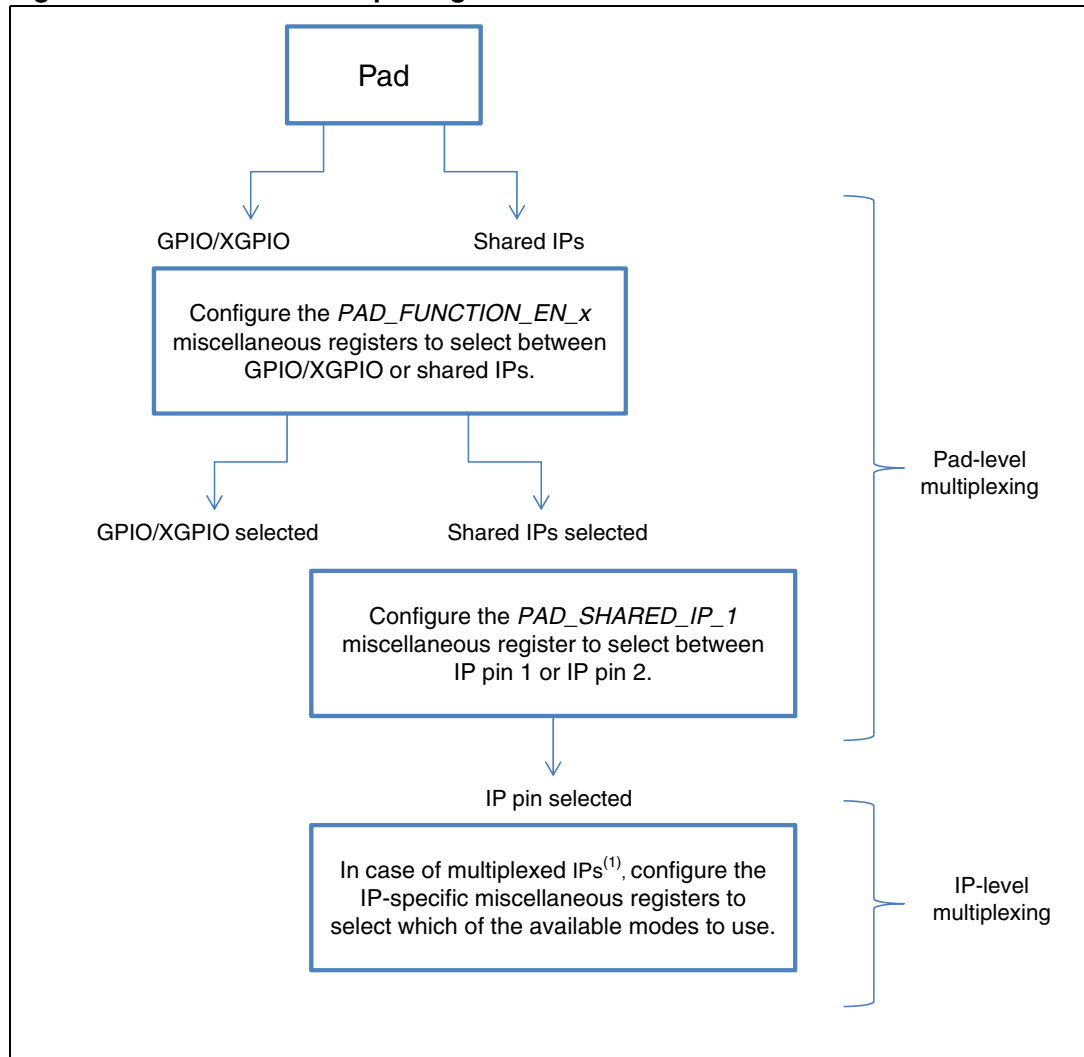 Pad
GPIO/XGPIO
Shared IPs
Configure the PAD_FUNCTION_EN_x
miscellaneous registers to select between
GPIO/XGPIO or shared IPs.
GPIO/XGPIO selected
Shared IPs selected
Pad-level
multiplexing
Configure the PAD_SHARED_IP_1
miscellaneous register to select between
IP pin 1 or IP pin 2.
IP pin selected
In case of multiplexed IPs(1), configure the
IP-specific miscellaneous registers to
select which of the available modes to use.
IP-level
multiplexing